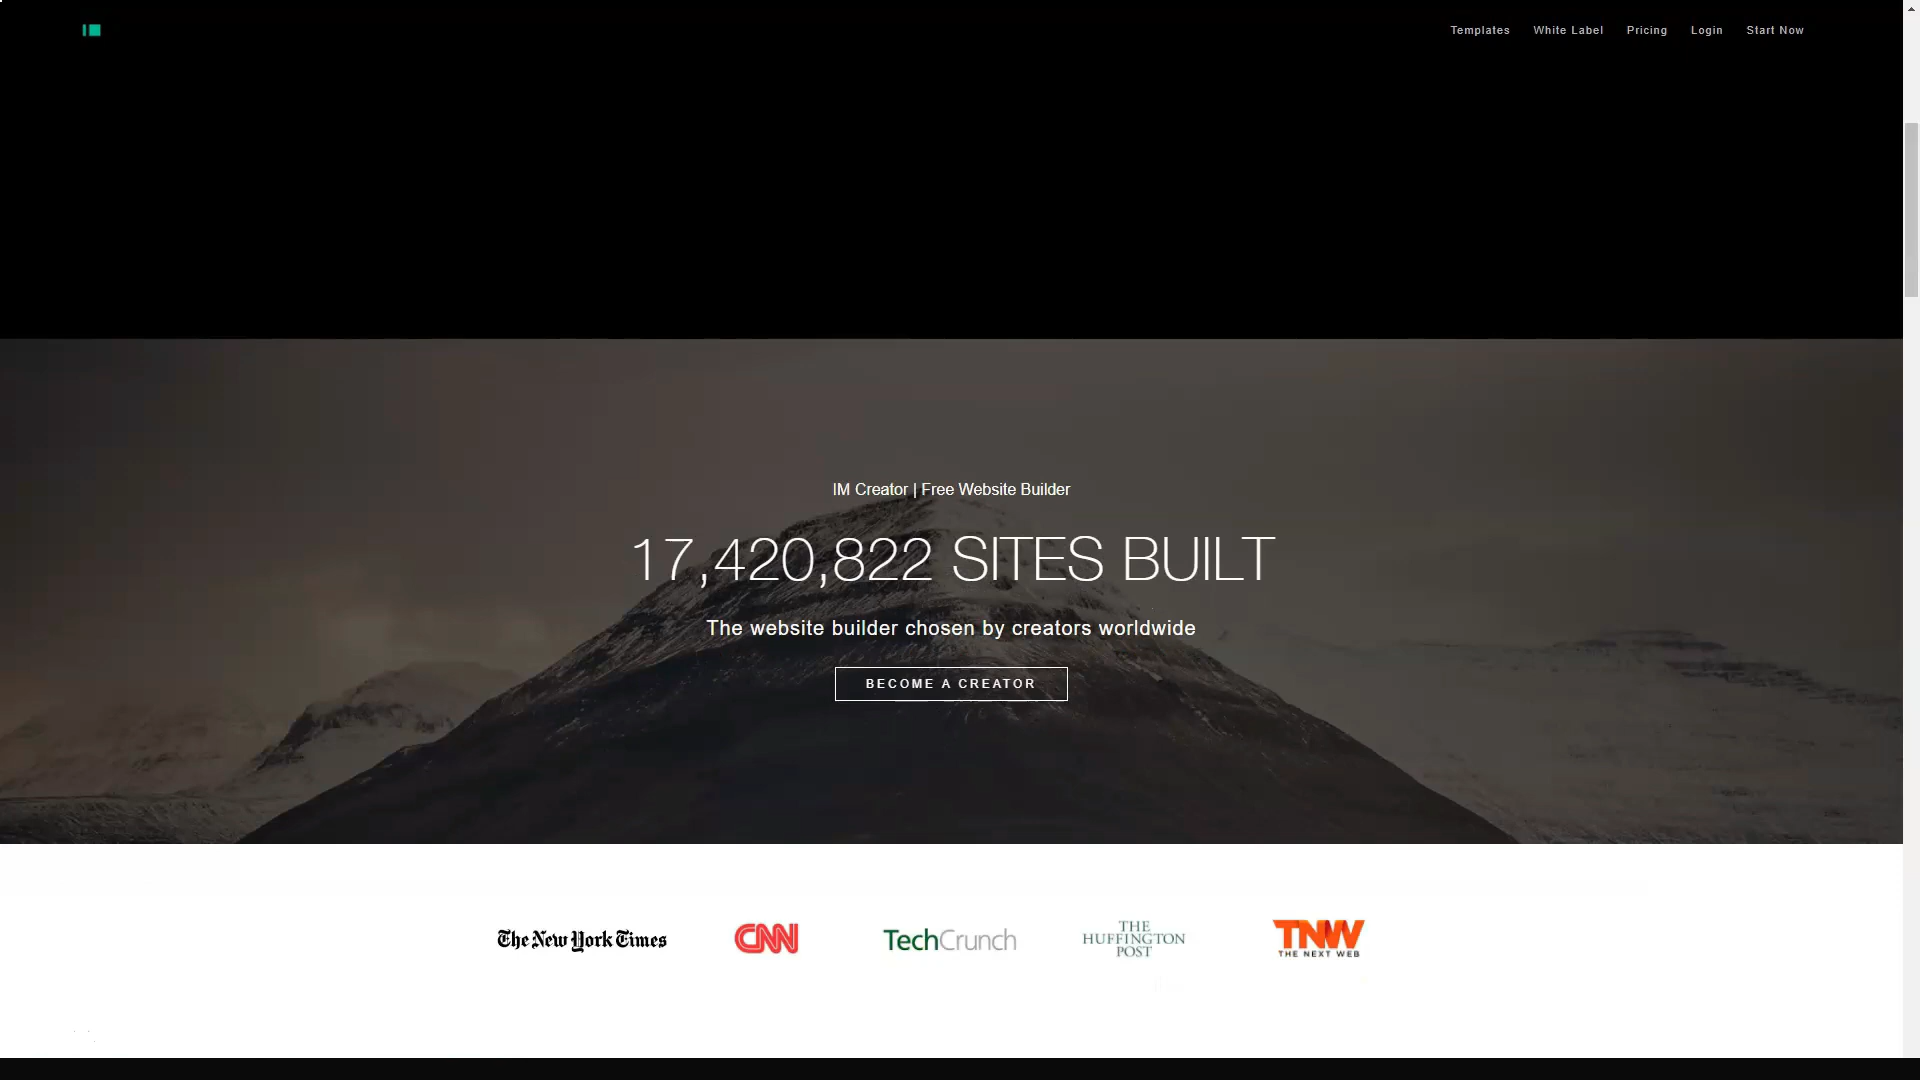 Templates White Label Pricing Login Start Now
IM Creator | Free Website Builder
17,420,822 SITES BUILT
The website builder chosen by creators worldwide
BECOME A CREATOR
The New York Times
CNN
TechCrunch
THE
HUFFINGTON
POST
TNW
THE NEXT WEB